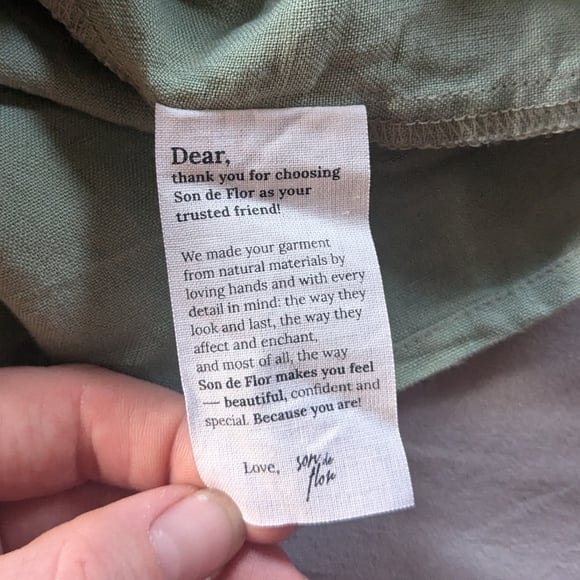 Dear,
thank you for choosing
Son de Flor as your
trusted friend!
We made your garment
from natural materials by
loving hands and with every
detail in mind: the way they
look and last, the way they
affect and enchant,
and most of all, the way
Son de Flor makes you feel
— beautiful, confident and
special. Because you are!
Love, son de
flor